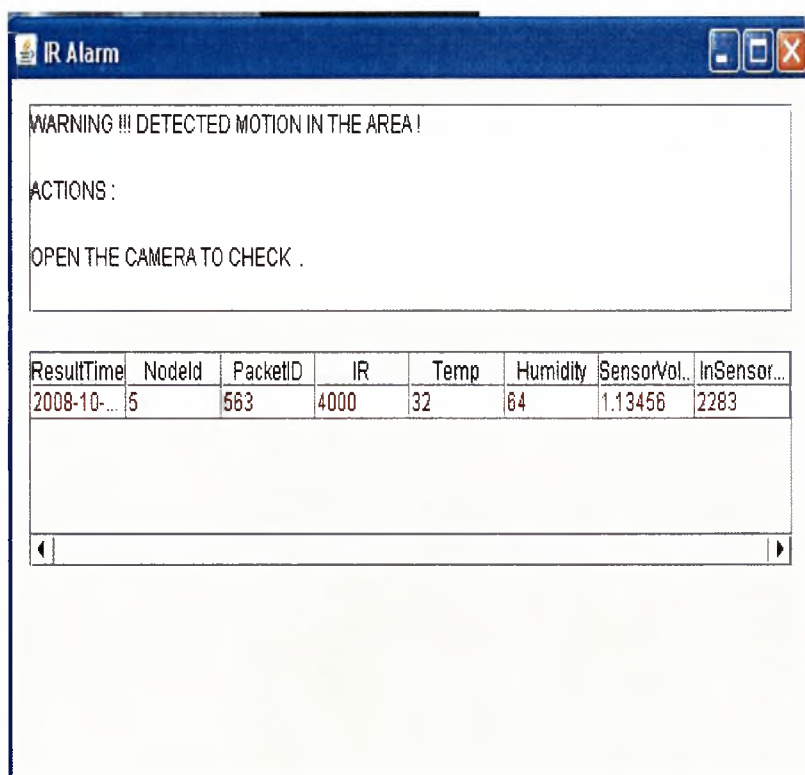 IR Alarm
WARNING !!! DETECTED MOTION IN THE AREA !
ACTIONS :
OPEN THE CAMERA TO CHECK .
ResultTime NodeId PacketID IR Temp Humidity SensorVol.. InSensor...
2008-10-... 5 563 4000 32 64 1.13456 2283